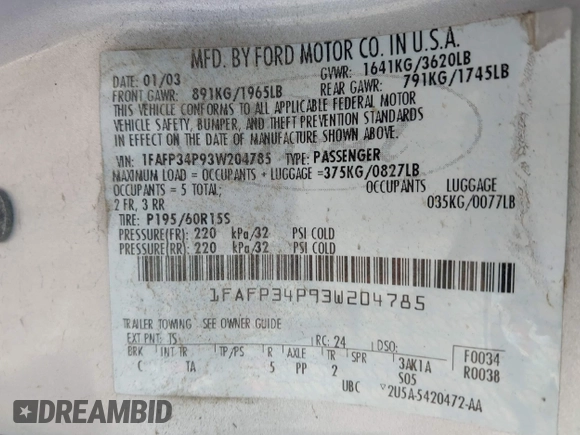 MFD. BY FORD MOTOR CO. IN U.S.A.
DATE: 01/03 GVWR: 1641KG/3620LB
FRONT GAWR: 891KG/1965LB REAR GAWR: 791KG/1745LB
THIS VEHICLE CONFORMS TO ALL APPLICABLE FEDERAL MOTOR
VEHICLE SAFETY, BUMPER, AND THEFT PREVENTION STANDARDS
IN EFFECT ON THE DATE OF MANUFACTURE SHOWN ABOVE.
VIN: 1FAFP34P93W204785 TYPE: PASSENGER
MAXIMUM LOAD = OCCUPANTS + LUGGAGE =375KG/0827LB
OCCUPANTS = 5 TOTAL; OCCUPANTS LUGGAGE
2 FR, 3 RR 035KG/0077LB
TIRE: P195/60R15S
PRESSURE(FR): 220 kPa/32 PSI COLD
PRESSURE(RR): 220 kPa/32 PSI COLD
1FAFP34P93W204785
TRAILER TOWING SEE OWNER GUIDE
EXT PNT: TS RC: 24 DSO:
BRK INT TR TP/PS R AXLE TR SPR 3AK1A F0034
C TA 5 PP 2 S05 R0038
UBC 2U5A-5420472-AA
DREAMBID